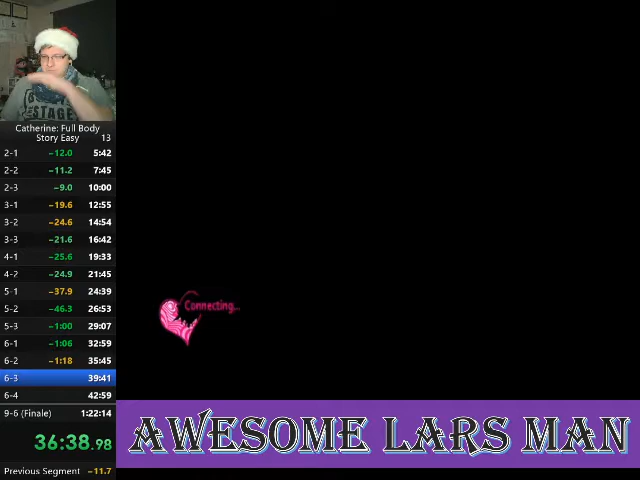 STAGE
Catherine: Full Body
Story Easy 13
2-1 −12.0 5:42
2-2 −11.2 7:45
2-3 −9.0 10:00
3-1 −19.6 12:55
3-2 −24.6 14:54
3-3 −21.6 16:42
4-1 −25.6 19:33
4-2 −24.9 21:45
5-1 −37.9 24:39
5-2 −46.3 26:53
5-3 −1:00 29:07
6-1 −1:06 32:59
6-2 −1:18 35:45
6-3 39:41
6-4 42:59
9-6 (Finale) 1:22:14
36:38.98
Previous Segment −11.7
Connecting...
AWESOME LARS MAN